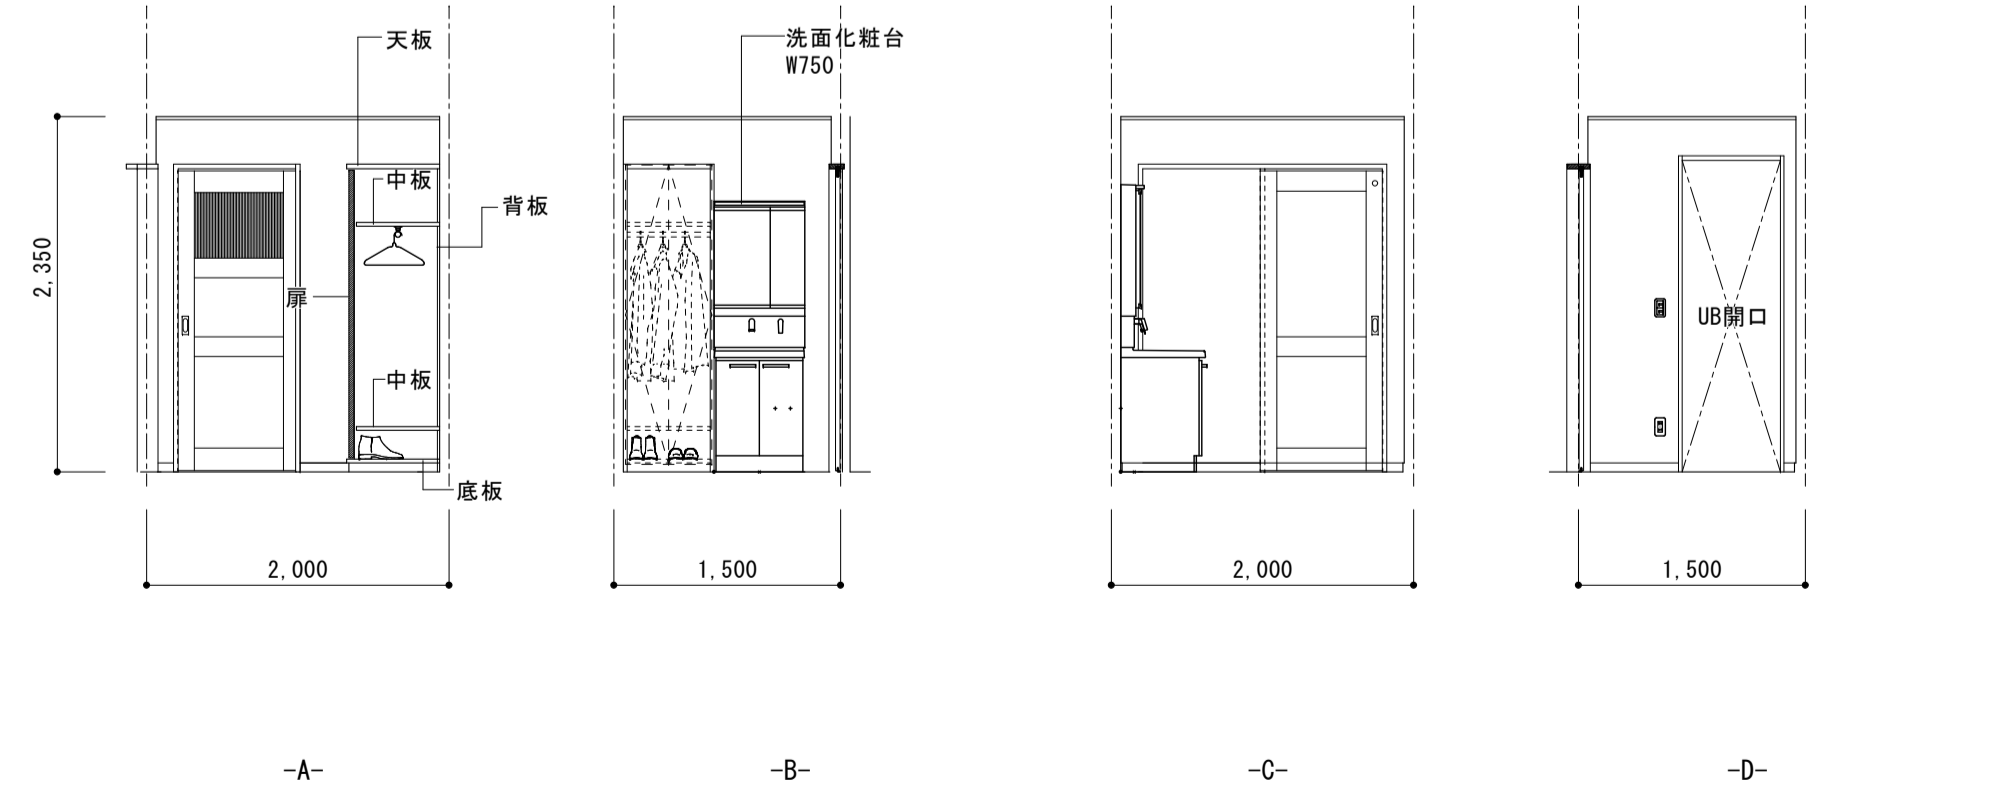 天板
中板
背板
扉
中板
底板
2,350
2,000
-A-
洗面化粧台
W750
1,500
-B-
2,000
-C-
UB開口
1,500
-D-